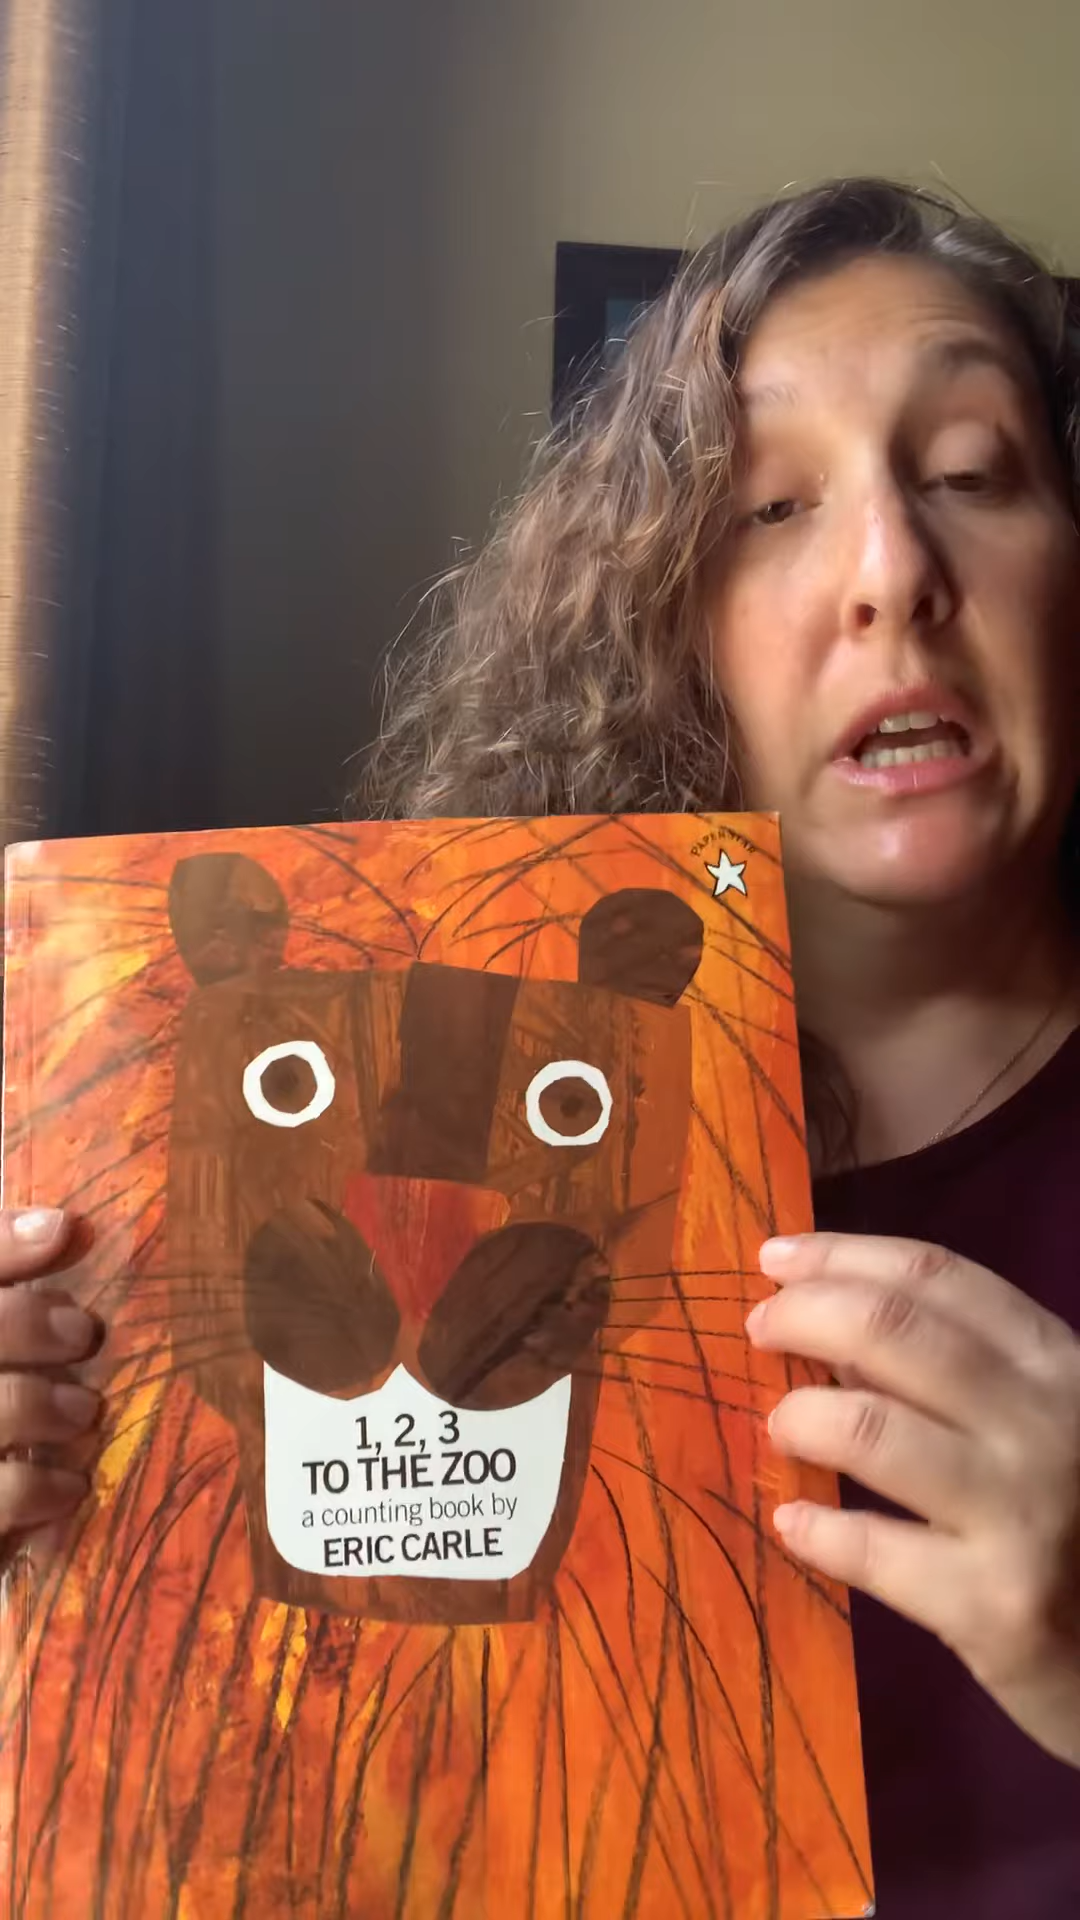 PAPERSTAR
1, 2, 3
TO THE ZOO
a counting book by
ERIC CARLE